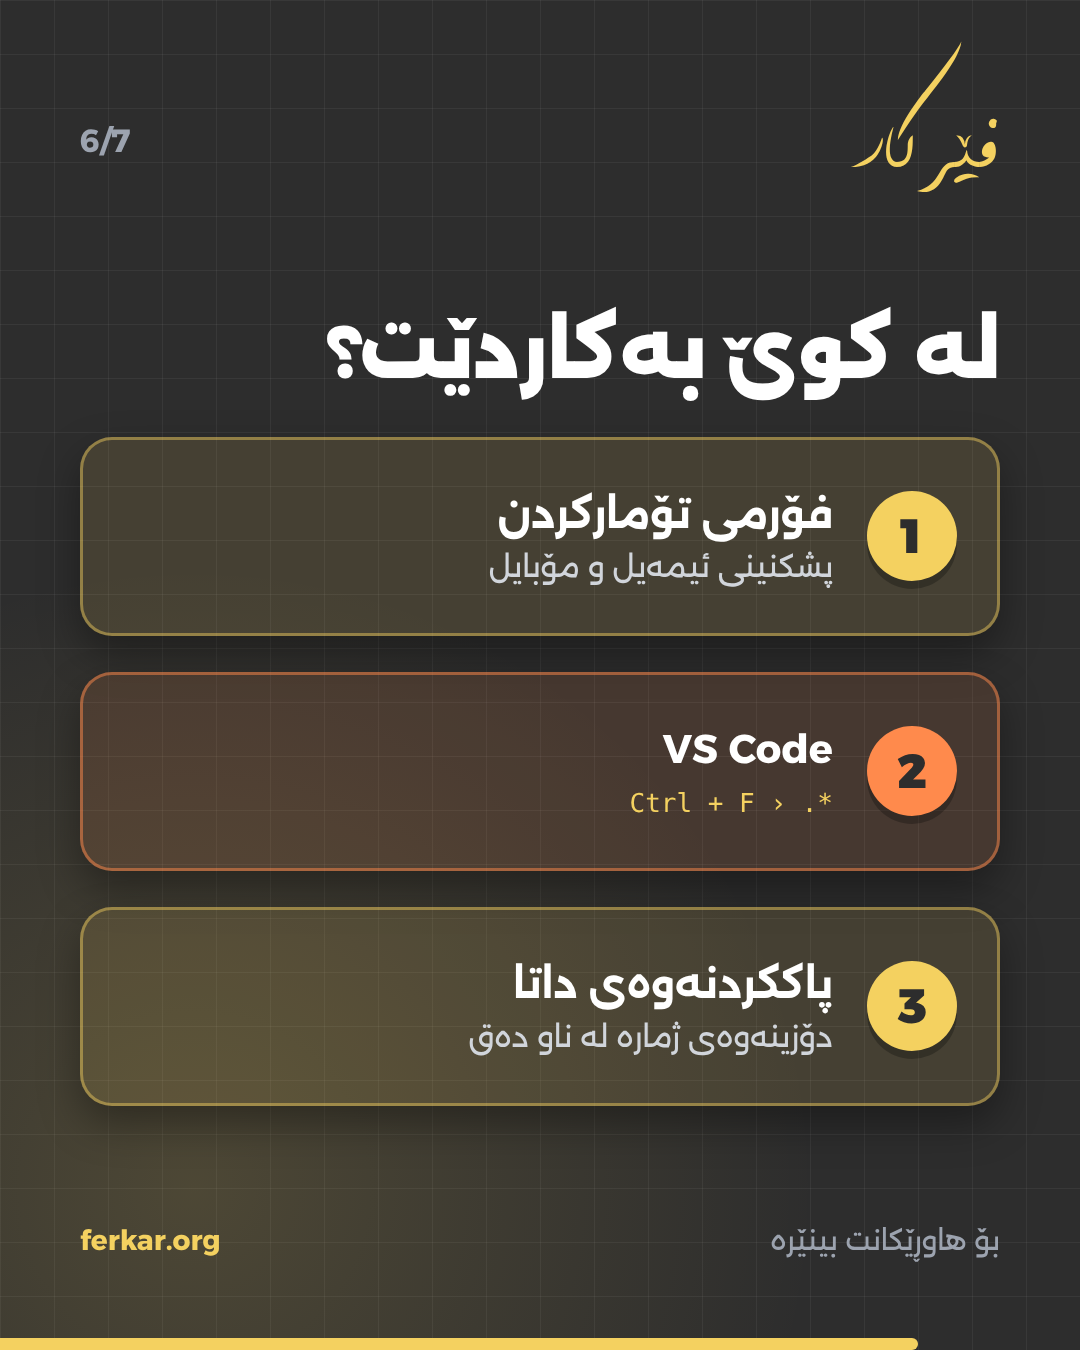 فێرکار
6/7
لە کوێ بەکاردێت؟
1
فۆرمی تۆمارکردن
پشکنینی ئیمەیل و مۆبایل
2
VS Code
Ctrl + F › .*
3
پاککردنەوەی داتا
دۆزینەوەی ژمارە لە ناو دەق
بۆ هاوڕێکانت بینێرە
ferkar.org